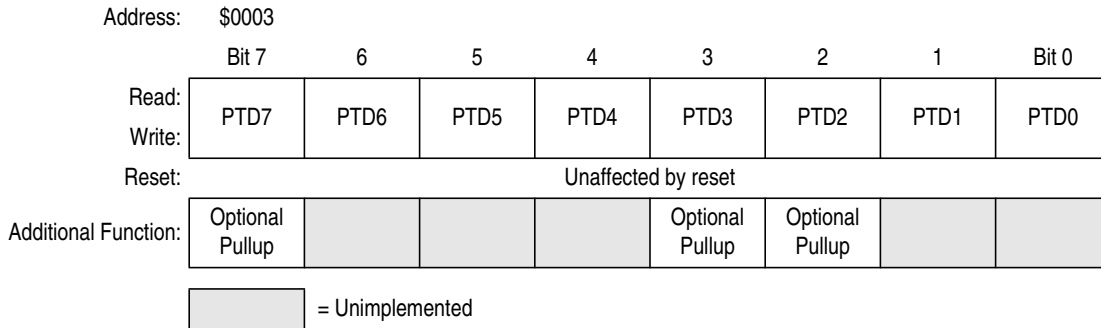 Address: $0003
Bit 7 6 5 4 3 2 1 Bit 0
Read:
PTD7 PTD6 PTD5 PTD4 PTD3 PTD2 PTD1 PTD0
Write:
Reset: Unaffected by reset
Additional Function: Optional Pullup Optional Pullup Optional Pullup
= Unimplemented